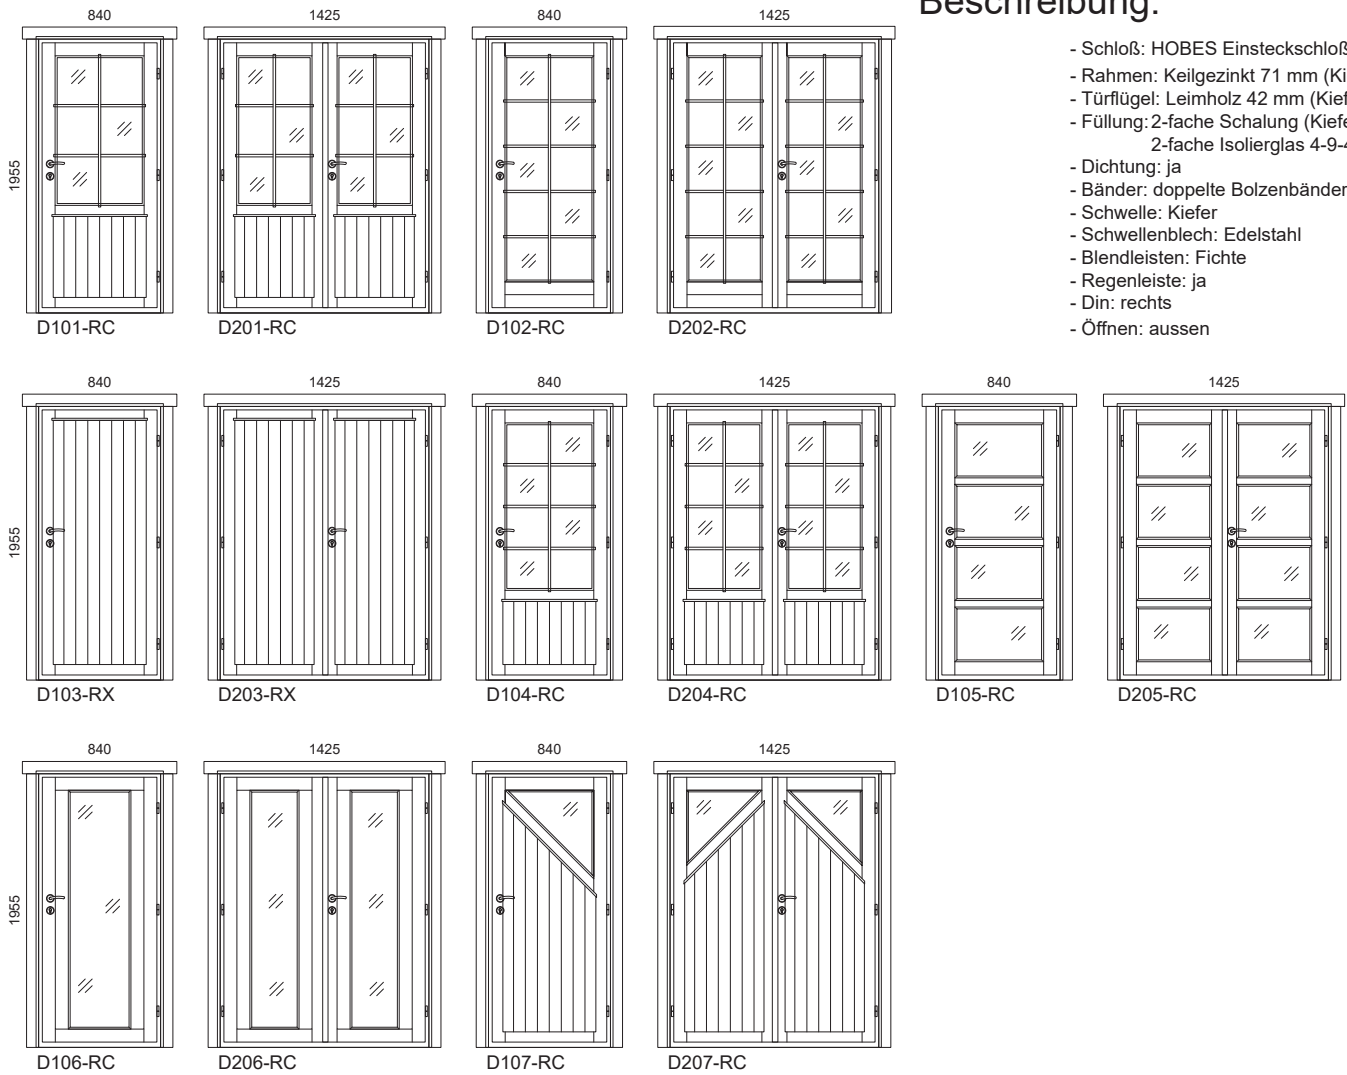 840 1425 840 1425
Beschreibung:
- Schloß: HOBES Einsteckschloß
- Rahmen: Keilgezinkt 71 mm
- Türflügel: Leimholz 42 mm
- Füllung: 2-fache Schalung
2-fache Isolierglas 4-9-4
- Dichtung: ja
- Bänder: doppelte Bolzenbänder
- Schwelle: Kiefer
- Schwellenblech: Edelstahl
- Blendleisten: Fichte
- Regenleiste: ja
- Din: rechts
- Öffnen: aussen
1955
D101-RC D201-RC D102-RC D202-RC
840 1425 840 1425 840 1425
1955
D103-RX D203-RX D104-RC D204-RC D105-RC D205-RC
840 1425 840 1425
1955
D106-RC D206-RC D107-RC D207-RC